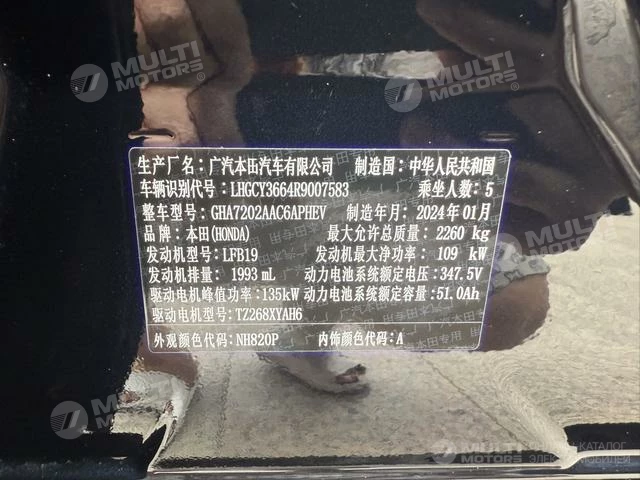 MULTI MOTORS®
MULTI MOTORS
生产厂名：广汽本田汽车有限公司 制造国：中华人民共和国
车辆识别代号：LHGCY3664R9007583 乘坐人数：5
整车型号：GHA7202AAC6APHEV 制造年月：2024年01月
品牌：本田(HONDA) 最大允许总质量：2260 kg
发动机型号：LFB19 发动机最大净功率：109 kW
发动机排量：1993 mL 动力电池系统额定电压：347.5V
驱动电机峰值功率：135kW 动力电池系统额定容量：51.0Ah
驱动电机型号：TZ268XYAH6
外观颜色代码：NH820P 内饰颜色代码：A
MULTI MOTORS®
MULTI MOTORS
КАТАЛОГ
ЭЛЕКТРОМОБИЛЕЙ